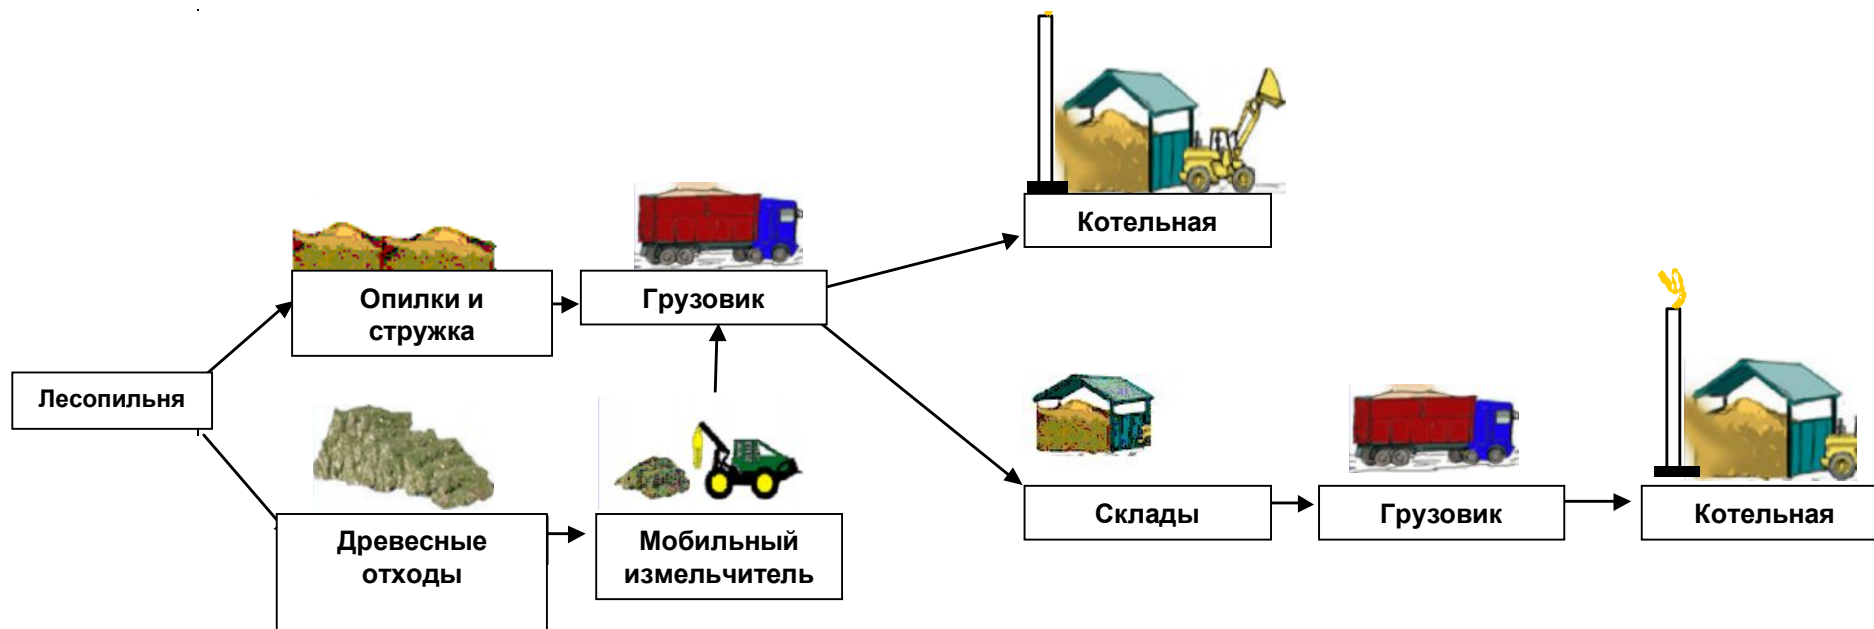 Котельная
Опилки и
стружка
Грузовик
Лесопильня
Древесные
отходы
Мобильный
измельчитель
Склады
Грузовик
Котельная